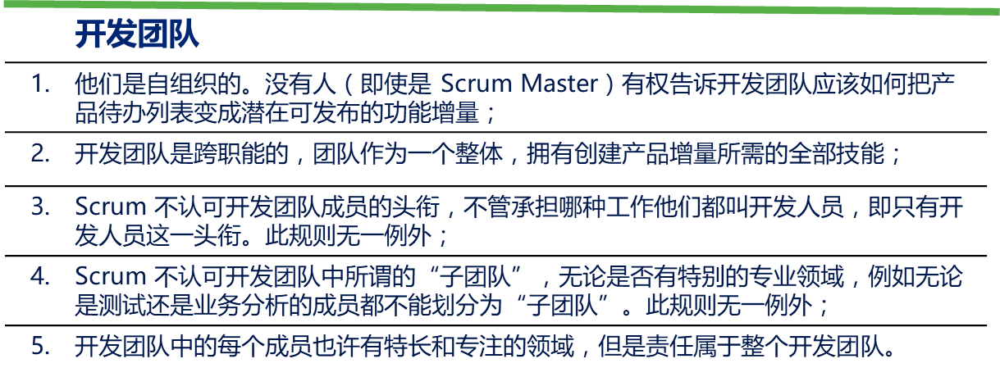 开发团队
1. 他们是自组织的。没有人（即使是 Scrum Master）有权告诉开发团队应该如何把产
品待办列表变成潜在可发布的功能增量；
2. 开发团队是跨职能的，团队作为一个整体，拥有创建产品增量所需的全部技能；
3. Scrum 不认可开发团队成员的头衔，不管承担哪种工作他们都叫开发人员，即只有开
发人员这一头衔。此规则无一例外；
4. Scrum 不认可开发团队中所谓的“子团队”，无论是否有特别的专业领域，例如无论
是测试还是业务分析的成员都不能划分为“子团队”。此规则无一例外；
5. 开发团队中的每个成员也许有特长和专注的领域，但是责任属于整个开发团队。